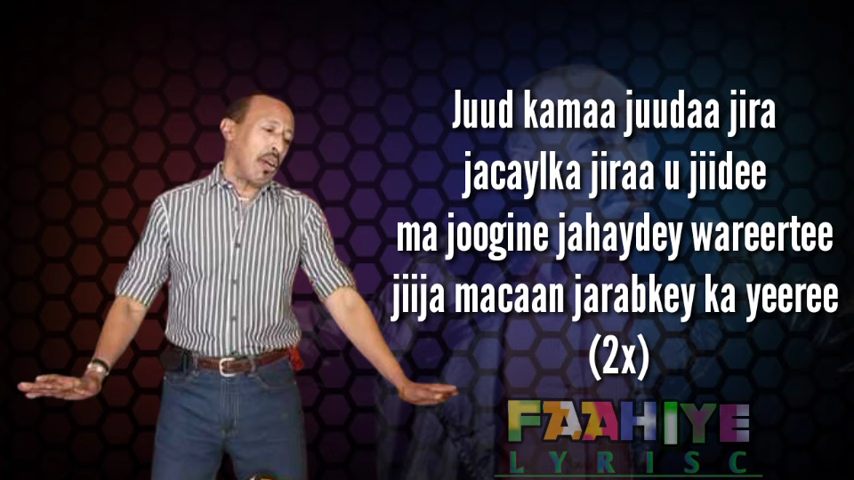 Juud kamaa juudaa jira
jacaylka jiraa u jiidee
ma joogine jahaydey wareertee
jiija macaan jarabkey ka yeeree
(2x)
FAAHIYE
LYRISC